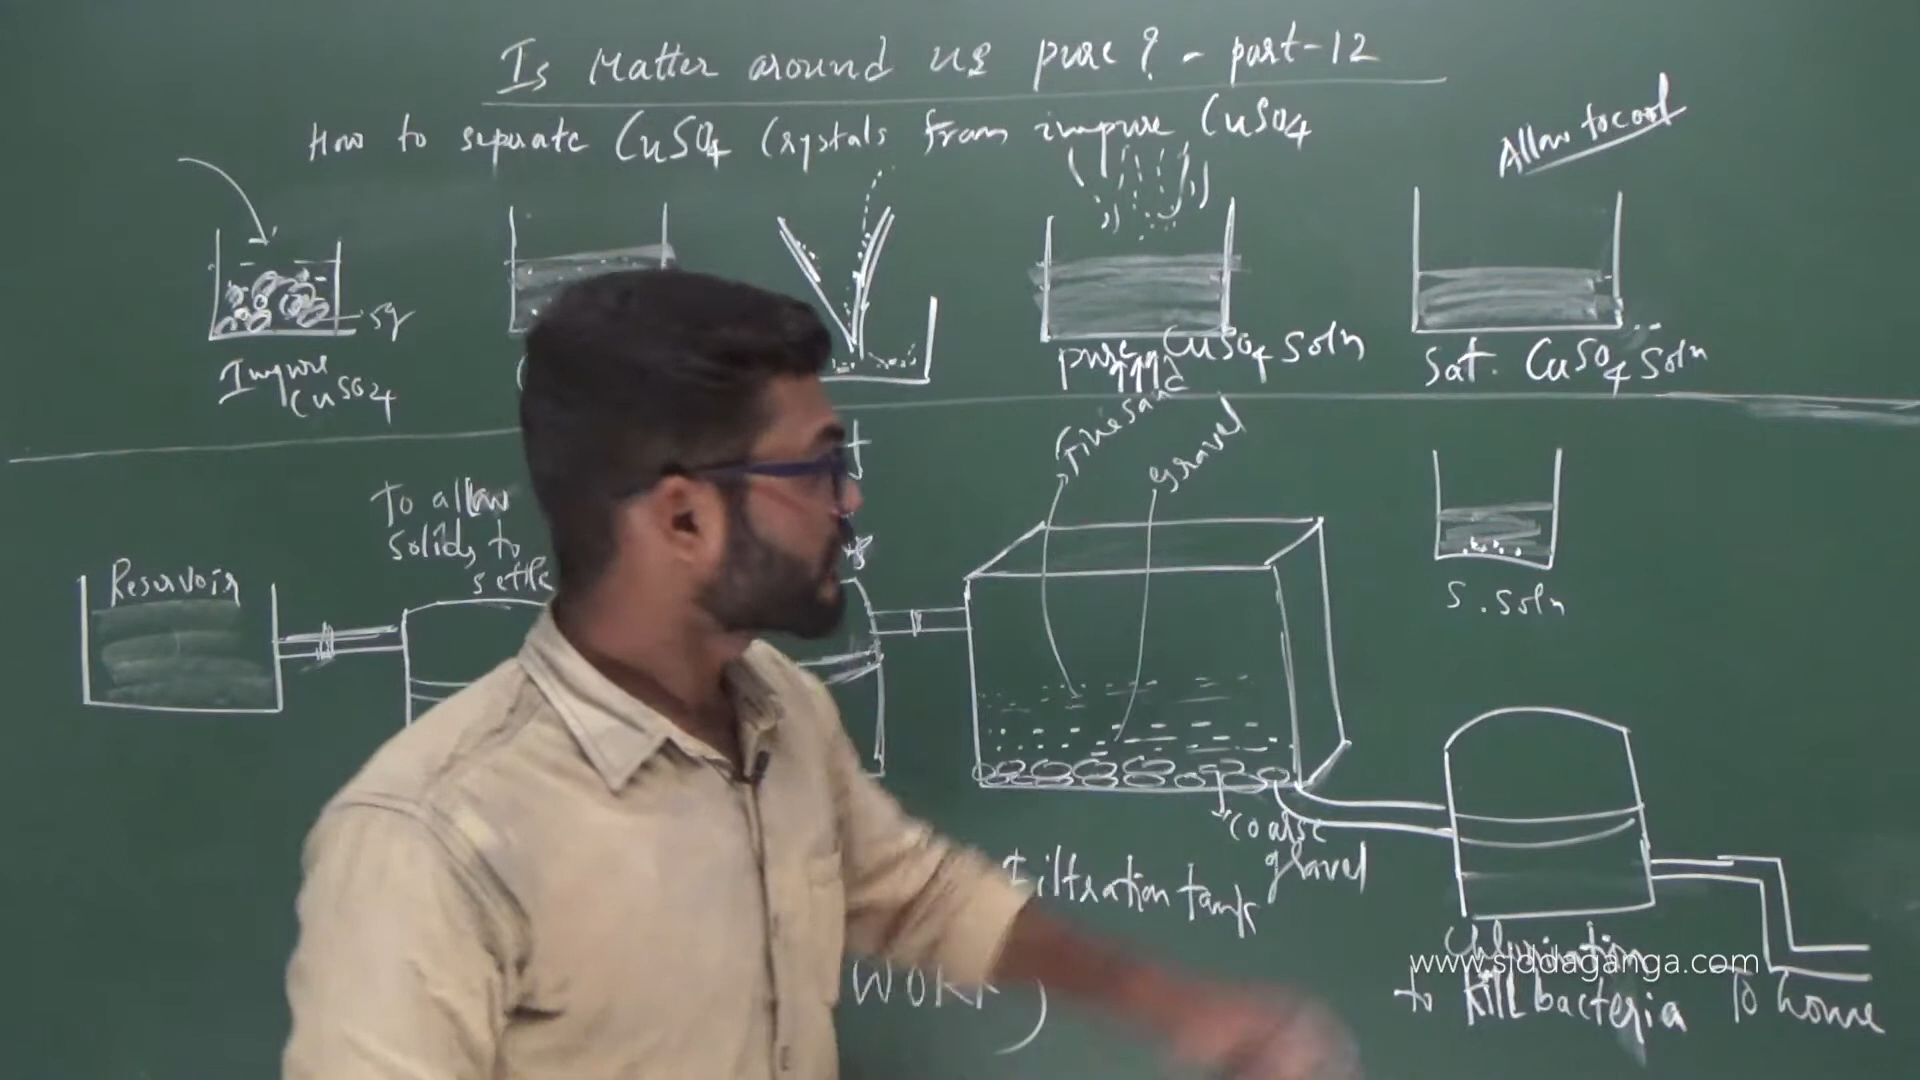 Is Matter around us pure? - part-12
How to sepuate CuSO4 Crystals from impure CuSO4
Allow to cool
5g
Impure
CuSO4
pure CuSO4 Soln
Sat. CuSO4 Soln
Fine sand
gravel
To allow
solids to
settle
Reservoir
S. Soln
coarse
gravel
Filtration tank
Chlorination
to kill bacteria
To home
www.siddaganga.com